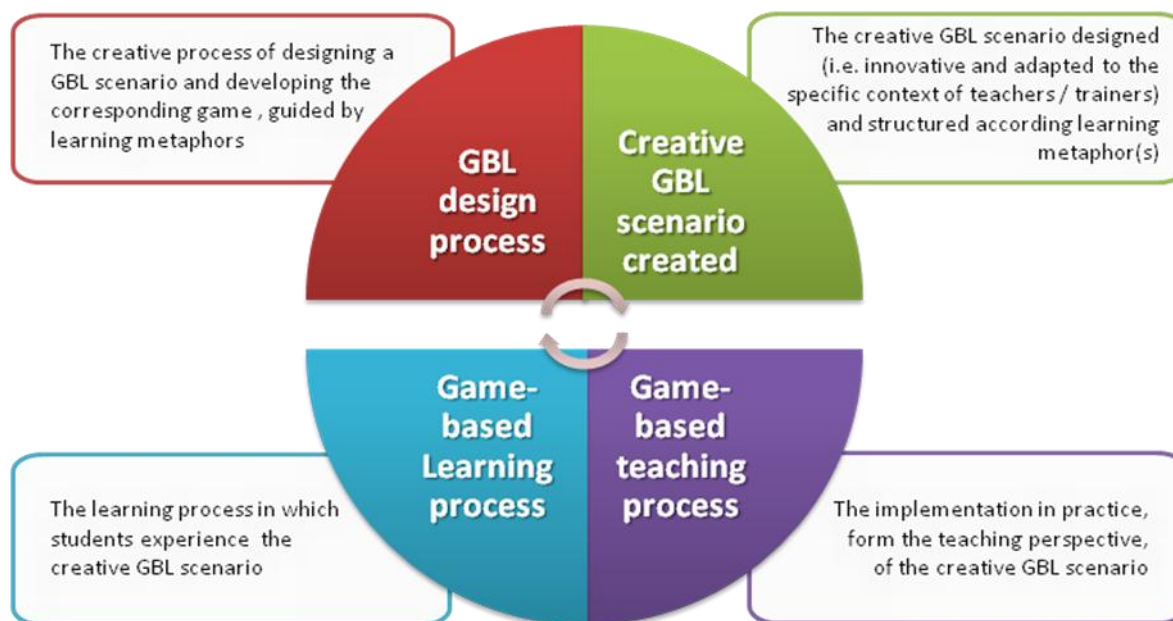 The creative process of designing a
GBL scenario and developing the
corresponding game , guided by
learning metaphors
The creative GBL scenario designed
(i.e. innovative and adapted to the
specific context of teachers / trainers)
and structured according learning
metaphor(s)
GBL
design
process
Creative
GBL
scenario
created
Game-
based
Learning
process
Game-
based
teaching
process
The learning process in which
students experience the
creative GBL scenario
The implementation in practice,
form the teaching perspective,
of the creative GBL scenario